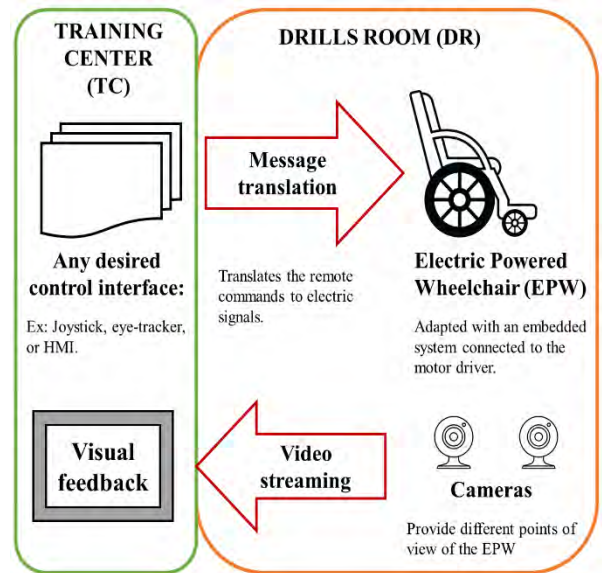 TRAINING
CENTER
(TC)
DRILLS ROOM (DR)
Message
translation
Any desired
control interface:
Ex: Joystick, eye-tracker,
or HMI.
Translates the remote
commands to electric
signals.
Electric Powered
Wheelchair (EPW)
Adapted with an embedded
system connected to the
motor driver.
Visual
feedback
Video
streaming
Cameras
Provide different points of
view of the EPW